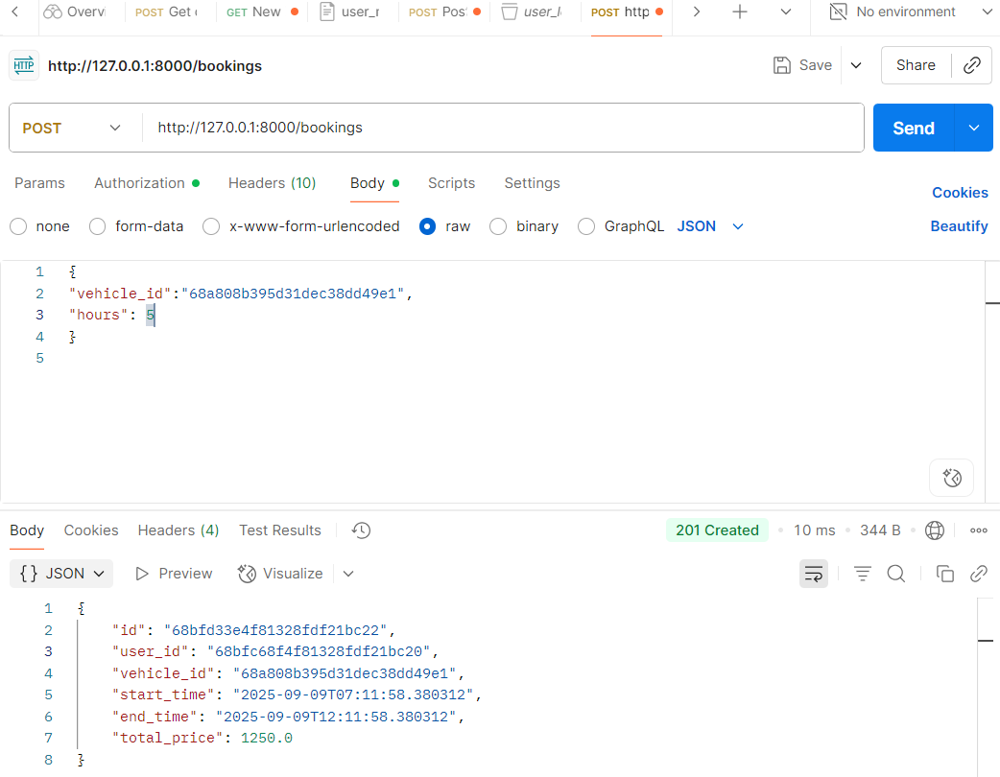 Overvi POST Get GET New user_r POST Pos user_l POST http No environment
HTTP http://127.0.0.1:8000/bookings Save Share
POST http://127.0.0.1:8000/bookings Send
Params Authorization Headers (10) Body Scripts Settings Cookies
none form-data x-www-form-urlencoded raw binary GraphQL JSON Beautify
1 {
2 "vehicle_id":"68a808b395d31dec38dd49e1",
3 "hours": 5
4 }
5
Body Cookies Headers (4) Test Results 201 Created 10 ms 344 B
{} JSON Preview Visualize
1 {
2 "id": "68bfd33e4f81328fdf21bc22",
3 "user_id": "68bfc68f4f81328fdf21bc20",
4 "vehicle_id": "68a808b395d31dec38dd49e1",
5 "start_time": "2025-09-09T07:11:58.380312",
6 "end_time": "2025-09-09T12:11:58.380312",
7 "total_price": 1250.0
8 }